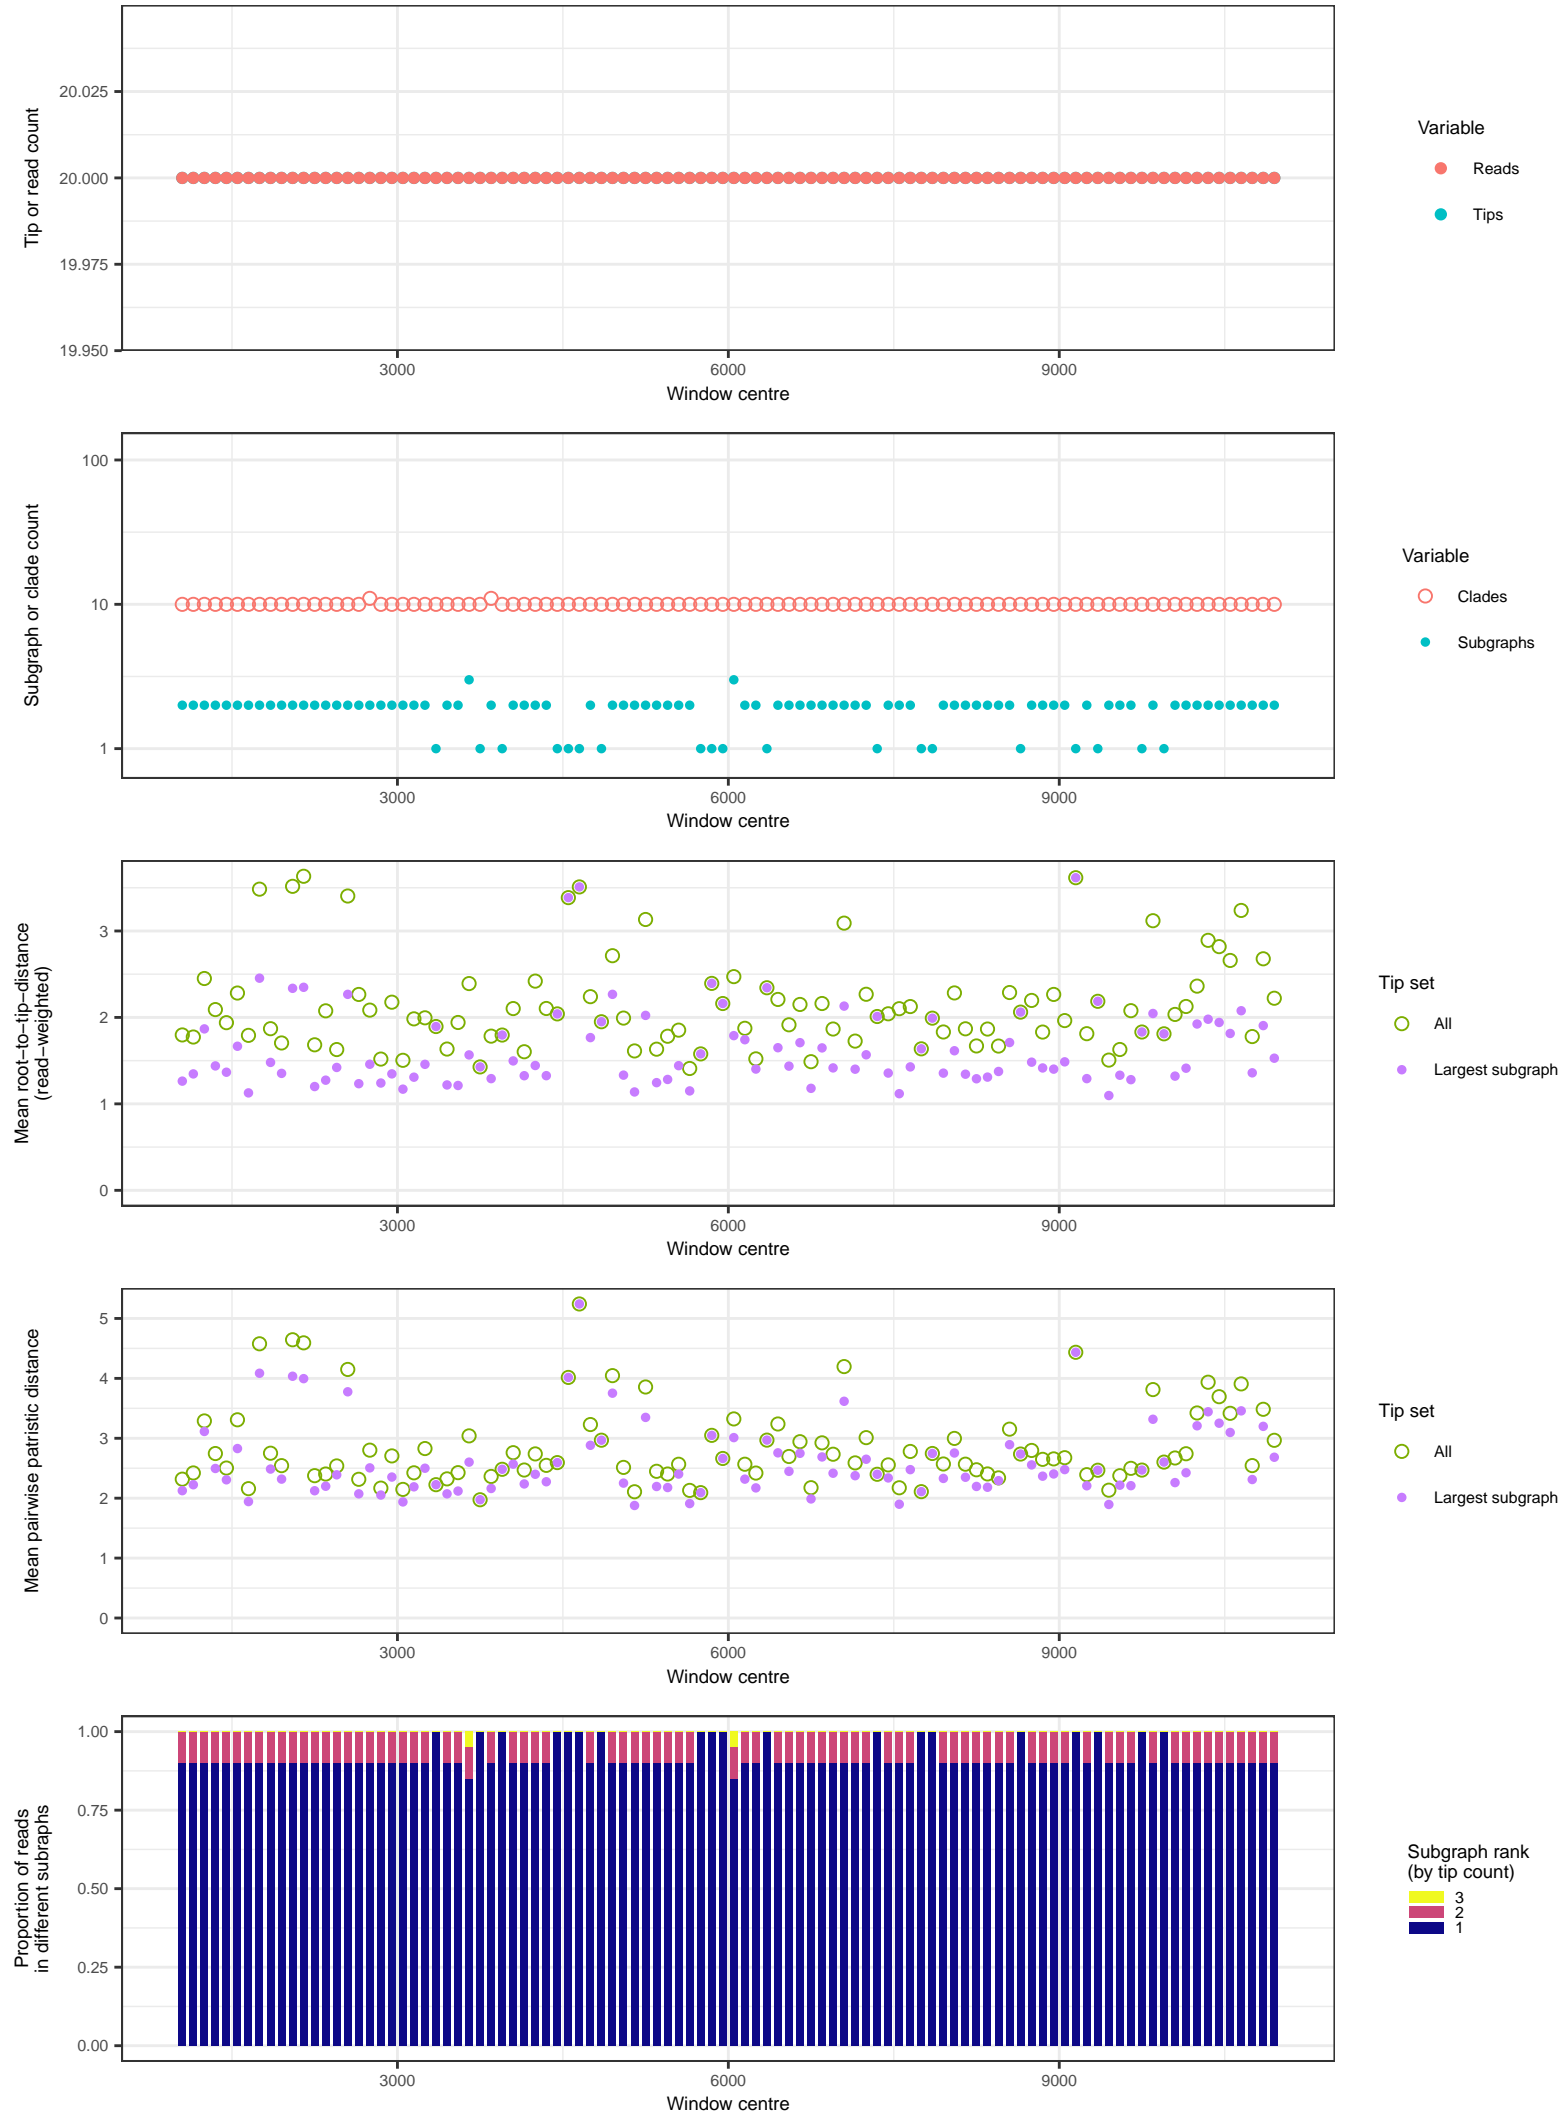 20.025
20.000
19.975
19.950
Tip or read count
3000
6000
9000
Window centre
Variable
Reads
Tips
100
10
1
Subgraph or clade count
3000
6000
9000
Window centre
Variable
Clades
Subgraphs
3
2
1
0
Mean root−to−tip−distance
(read−weighted)
3000
6000
9000
Window centre
Tip set
All
Largest subgraph
5
4
3
2
1
0
Mean pairwise patristic distance
3000
6000
9000
Window centre
Tip set
All
Largest subgraph
1.00
0.75
0.50
0.25
0.00
Proportion of reads
in different subraphs
3000
6000
9000
Window centre
Subgraph rank
(by tip count)
3
2
1